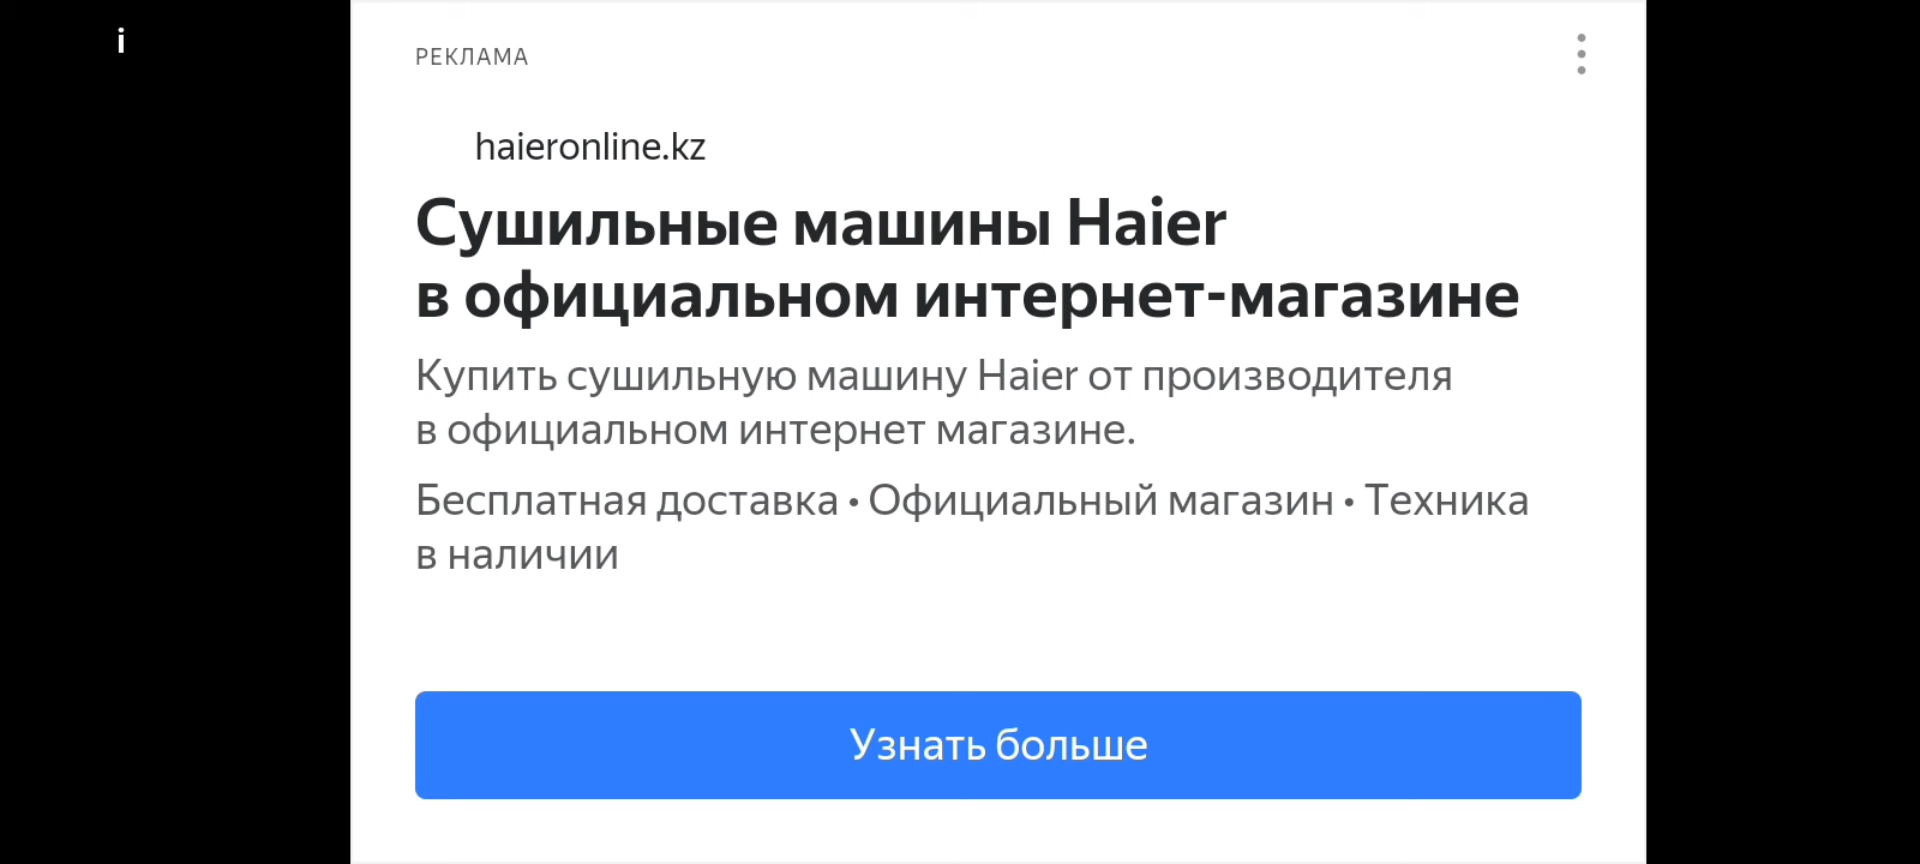 i
РЕКЛАМА
haieronline.kz
Сушильные машины Haier
в официальном интернет-магазине
Купить сушильную машину Haier от производителя
в официальном интернет магазине.
Бесплатная доставка • Официальный магазин • Техника
в наличии
Узнать больше